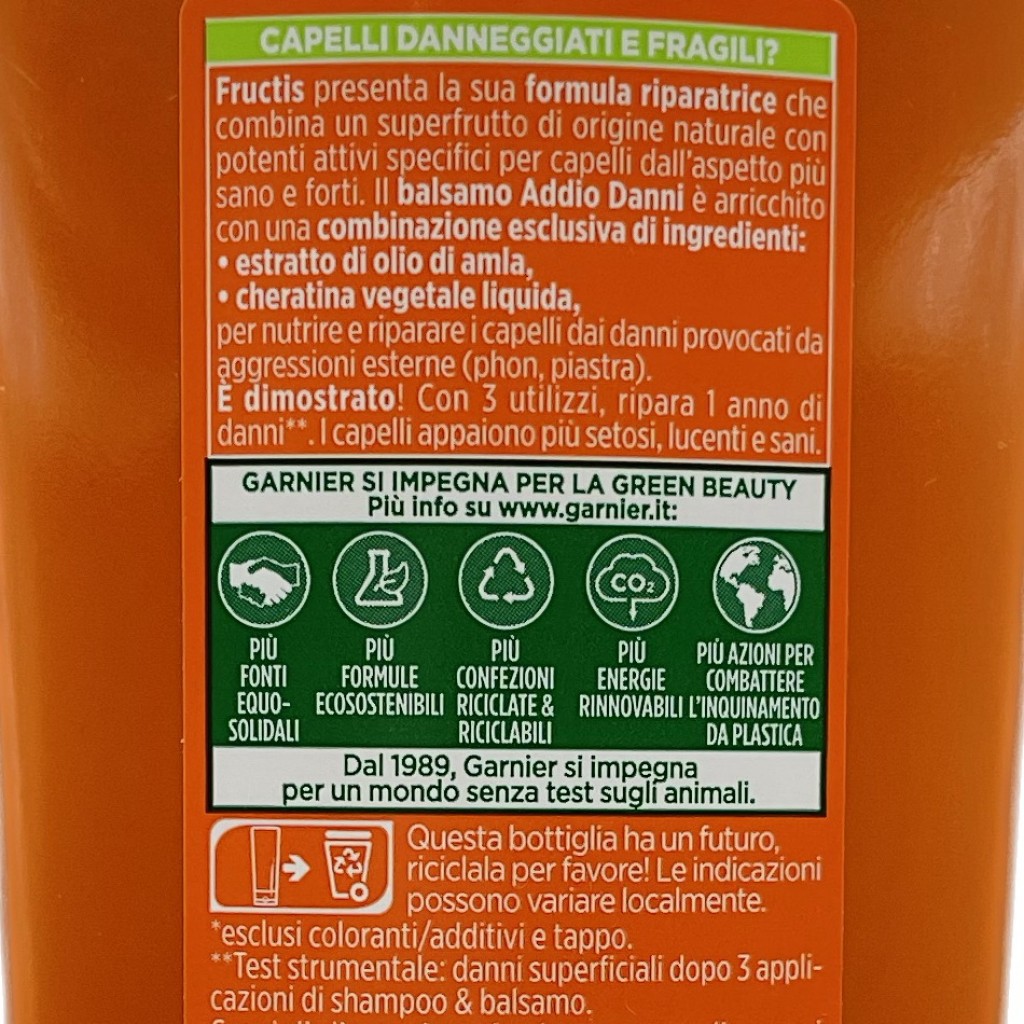 CAPELLI DANNEGGIATI E FRAGILI?
Fructis presenta la sua formula riparatrice che
combina un superfrutto di origine naturale con
potenti attivi specifici per capelli dall'aspetto più
sano e forti. Il balsamo Addio Danni è arricchito
con una combinazione esclusiva di ingredienti:
• estratto di olio di amla,
• cheratina vegetale liquida,
per nutrire e riparare i capelli dai danni provocati da
aggressioni esterne (phon, piastra).
È dimostrato! Con 3 utilizzi, ripara 1 anno di
danni**. I capelli appaiono più setosi, lucenti e sani.
GARNIER SI IMPEGNA PER LA GREEN BEAUTY
Più info su www.garnier.it:
CO₂
PIÙ
FONTI
EQUO-
SOLIDALI
PIÙ
FORMULE
ECOSOSTENIBILI
PIÙ
CONFEZIONI
RICICLATE &
RICICLABILI
PIÙ
ENERGIE
RINNOVABILI
PIÙ AZIONI PER
COMBATTERE
L'INQUINAMENTO
DA PLASTICA
Dal 1989, Garnier si impegna
per un mondo senza test sugli animali.
Questa bottiglia ha un futuro,
riciclala per favore! Le indicazioni
possono variare localmente.
*esclusi coloranti/additivi e tappo.
**Test strumentale: danni superficiali dopo 3 appli-
cazioni di shampoo & balsamo.